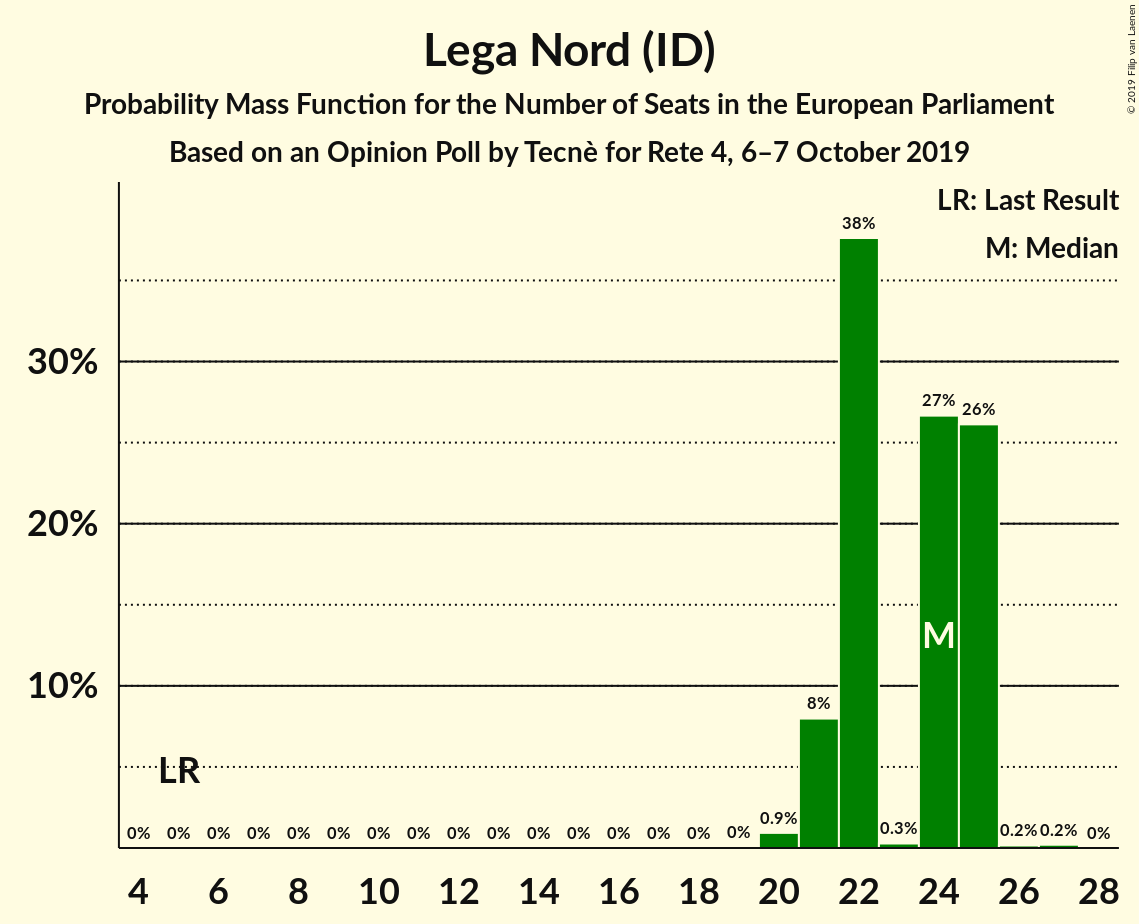 Lega Nord (ID)
Probability Mass Function for the Number of Seats in the European Parliament
Based on an Opinion Poll by Tecnè for Rete 4, 6–7 October 2019
© 2019 Filip van Laenen
LR: Last Result
M: Median
38%
30%
27% 26%
20%
M
10%
8%
LR
0% 0% 0% 0% 0% 0% 0% 0% 0% 0% 0% 0% 0% 0% 0% 0% 0.9% 0.3% 0.2% 0.2% 0%
4 6 8 10 12 14 16 18 20 22 24 26 28